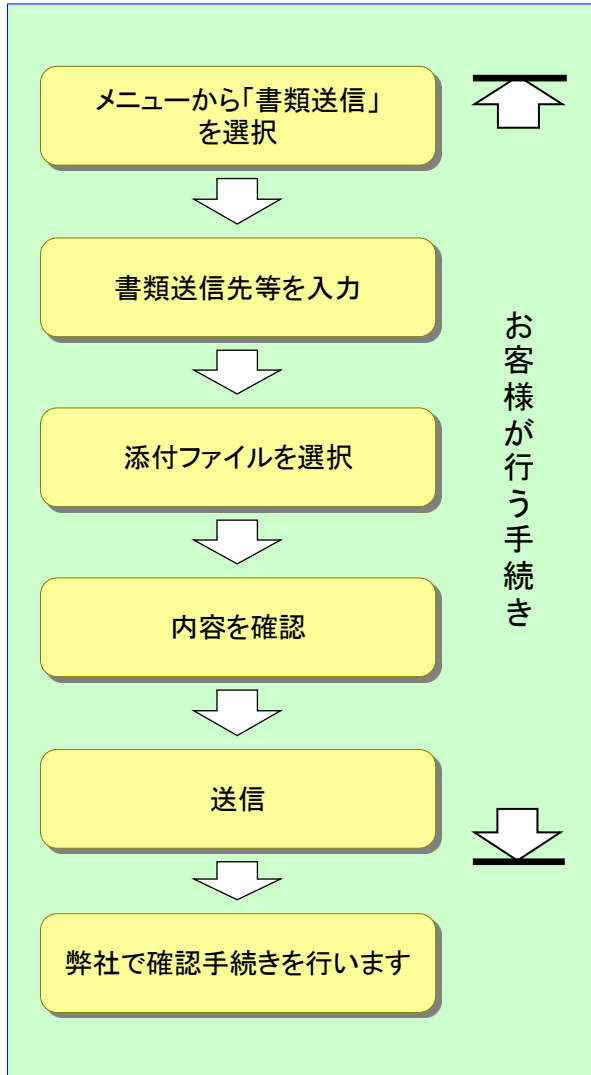 メニューから「書類送信」
を選択
書類送信先等を入力
添付ファイルを選択
内容を確認
送信
弊社で確認手続きを行います
お客様が行う手続き